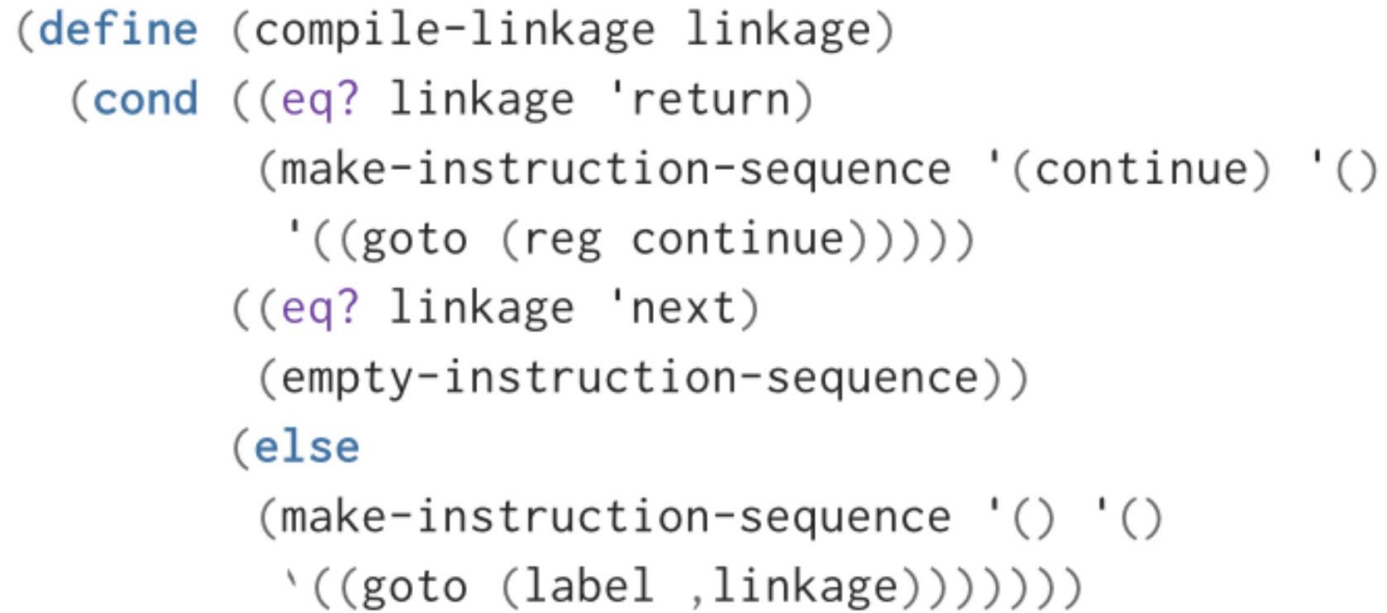 (define (compile-linkage linkage)
  (cond ((eq? linkage 'return)
         (make-instruction-sequence '(continue) '()
          '((goto (reg continue)))))
        ((eq? linkage 'next)
         (empty-instruction-sequence))
        (else
         (make-instruction-sequence '() '()
          `((goto (label ,linkage)))))))